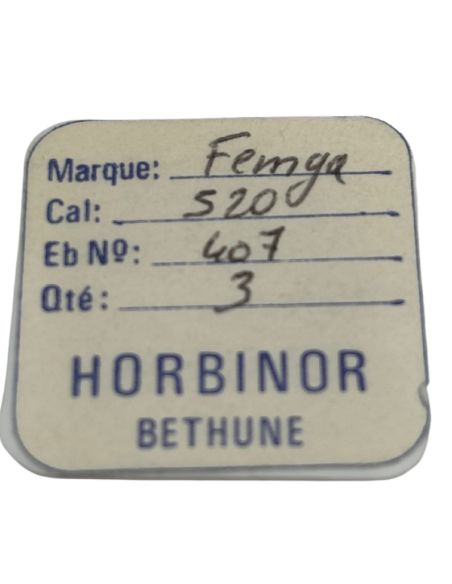 Marque: Femga
Cal: 520
Eb Nº: 407
Qté: 3
HORBINOR
BETHUNE